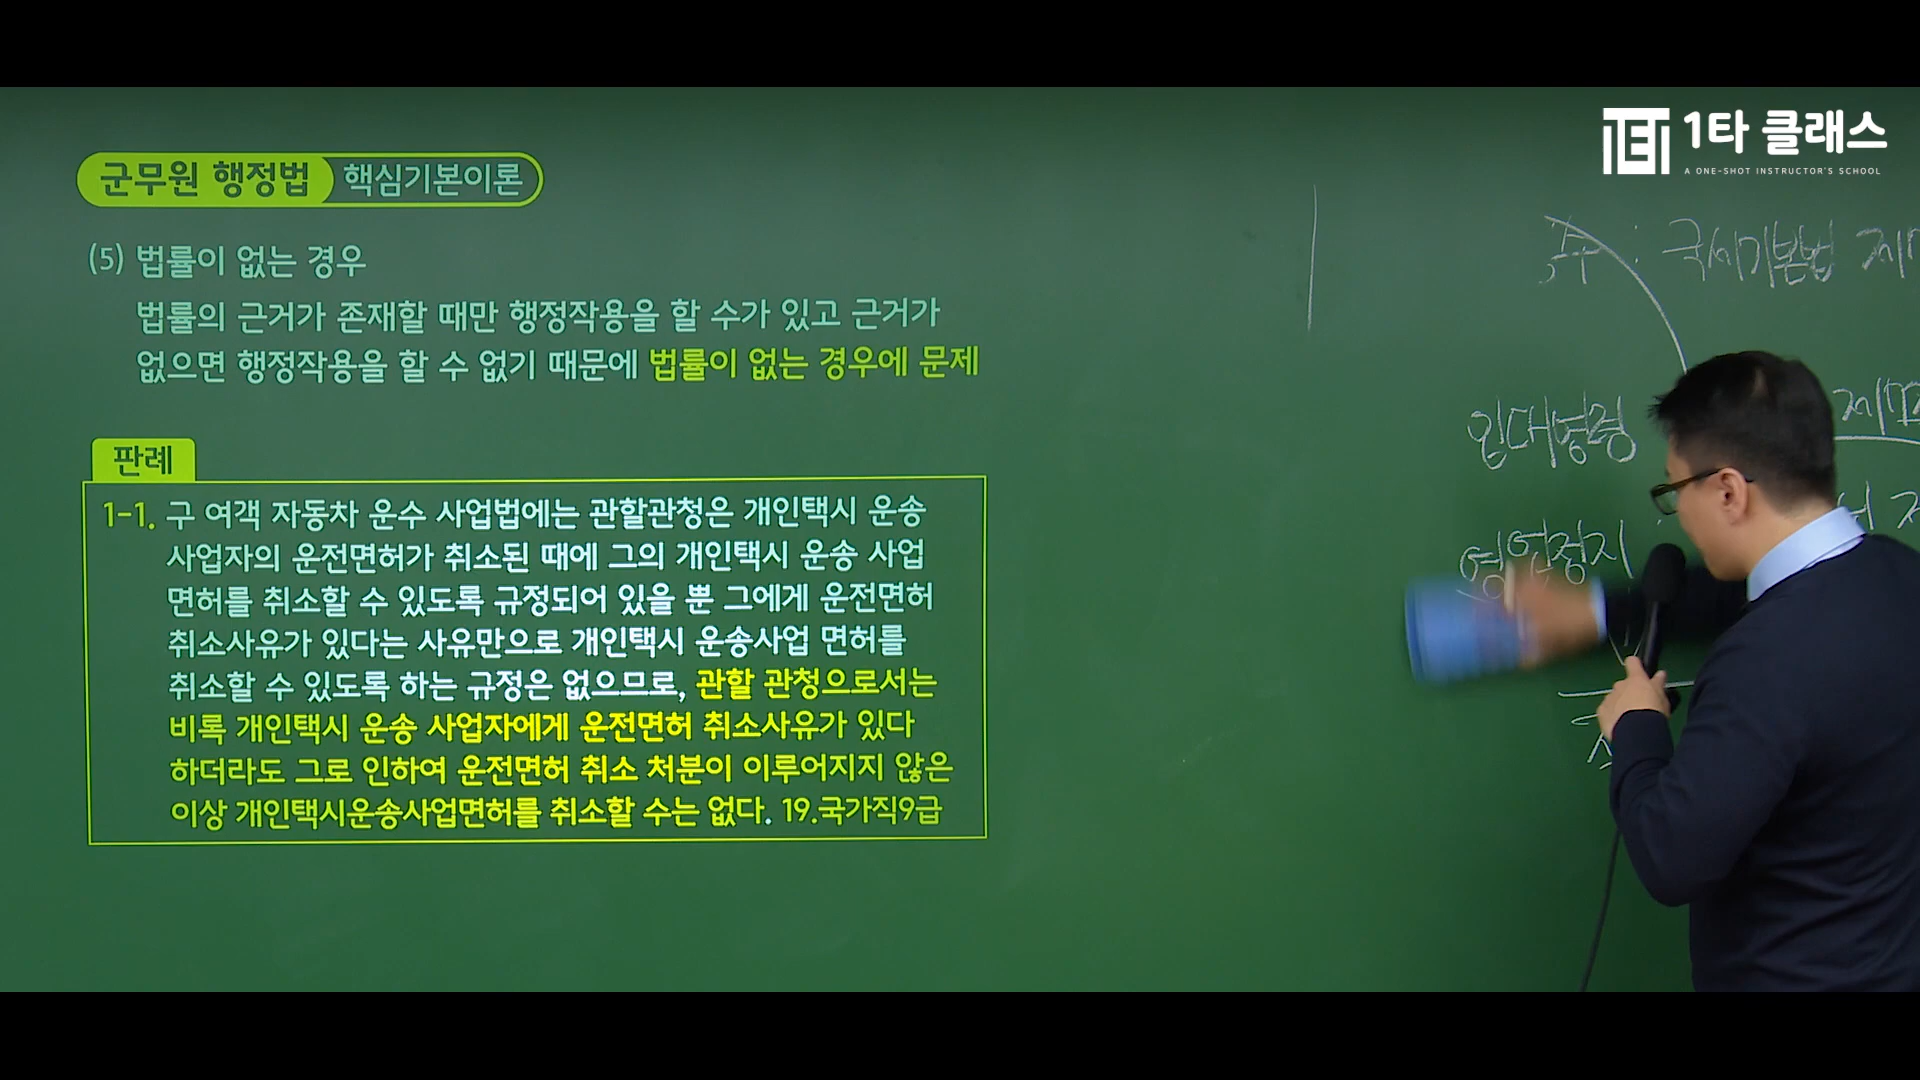 1타 클래스
A ONE-SHOT INSTRUCTOR'S SCHOOL
군무원 행정법 핵심기본이론
(5) 법률이 없는 경우
법률의 근거가 존재할 때만 행정작용을 할 수가 있고 근거가
없으면 행정작용을 할 수 없기 때문에 법률이 없는 경우에 문제
판례
1-1. 구 여객 자동차 운수 사업법에는 관할관청은 개인택시 운송
사업자의 운전면허가 취소된 때에 그의 개인택시 운송 사업
면허를 취소할 수 있도록 규정되어 있을 뿐 그에게 운전면허
취소사유가 있다는 사유만으로 개인택시 운송사업 면허를
취소할 수 있도록 하는 규정은 없으므로, 관할 관청으로서는
비록 개인택시 운송 사업자에게 운전면허 취소사유가 있다
하더라도 그로 인하여 운전면허 취소 처분이 이루어지지 않은
이상 개인택시운송사업면허를 취소할 수는 없다. 19.국가직9급
국세기본법
영업정지